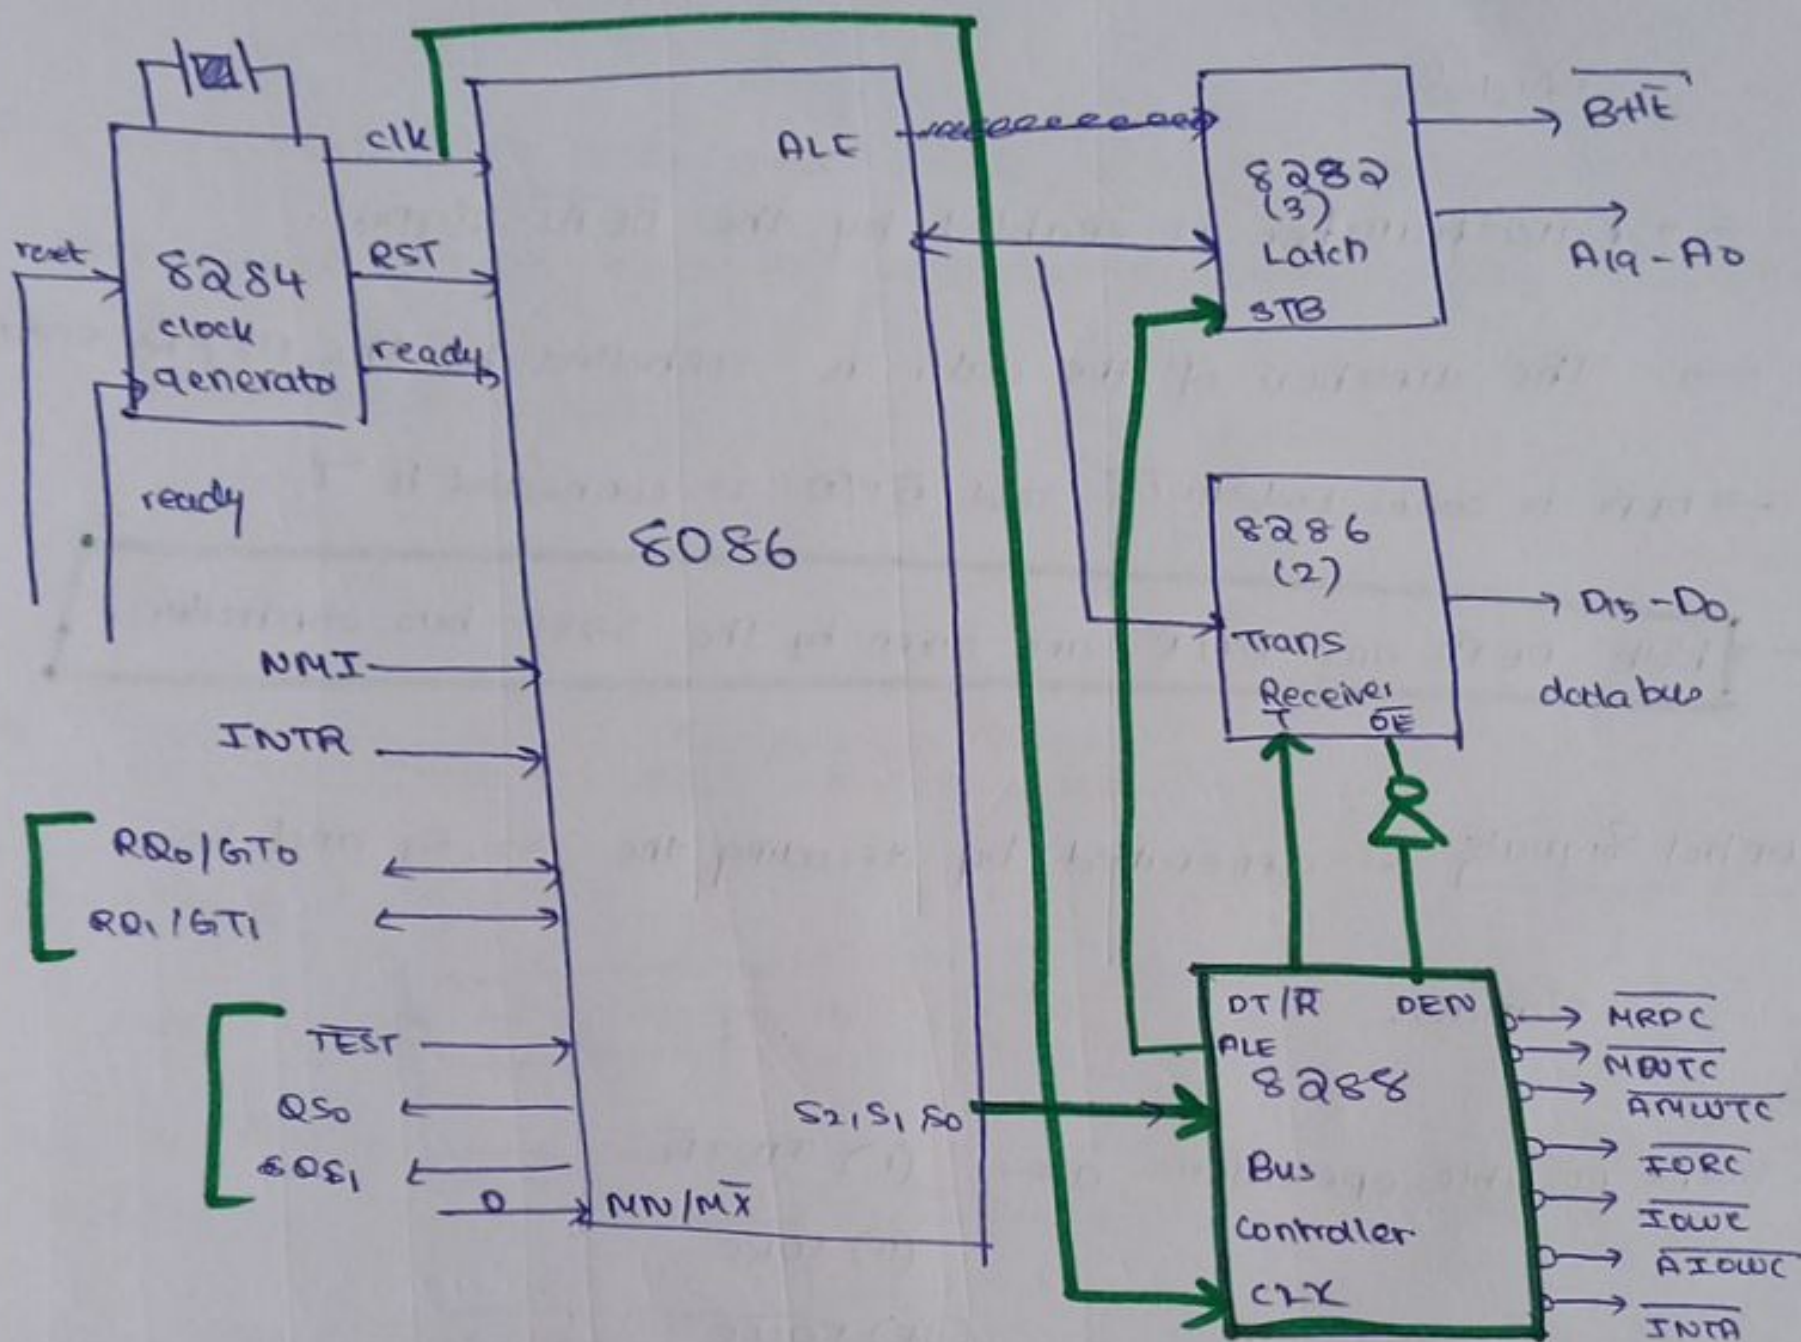 clk
reset
8284
clock
generato
RST
ready
ready
NMI
INTR
RQ0/GT0
RQ1/GT1
TEST
QS0
QS1
0
MN/MX
ALE
8086
S2, S1, S0
8282
(3)
Latch
STB
BHE
A19-A0
8286
(2)
Trans
Receiver
T OE
D15-D0.
databus
DT/R DEN
ALE
8288
Bus
Controller
CLK
MRDC
MWTC
AMWTC
IORC
IOWC
AIOWC
INTA